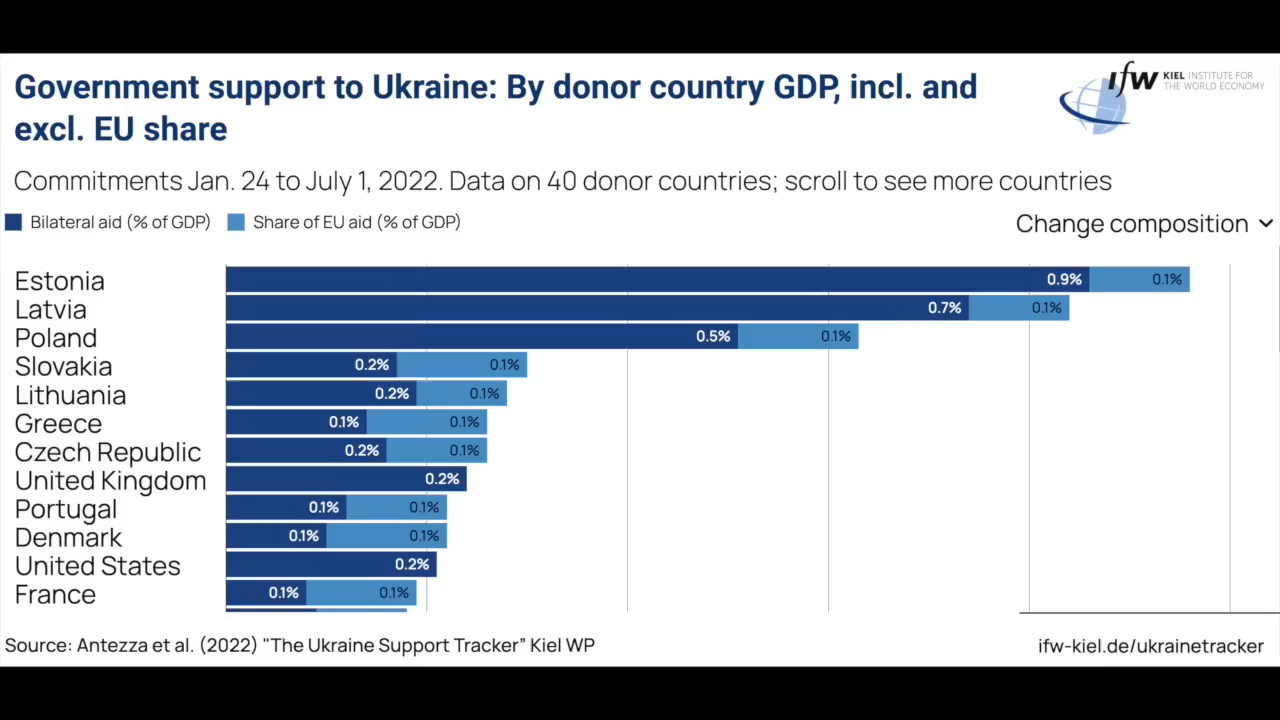 Government support to Ukraine: By donor country GDP, incl. and
excl. EU share
ifw KIEL INSTITUTE FOR
THE WORLD ECONOMY
Commitments Jan. 24 to July 1, 2022. Data on 40 donor countries; scroll to see more countries
Bilateral aid (% of GDP) Share of EU aid (% of GDP)
Change composition
Estonia 0.9% 0.1%
Latvia 0.7% 0.1%
Poland 0.5% 0.1%
Slovakia 0.2% 0.1%
Lithuania 0.2% 0.1%
Greece 0.1% 0.1%
Czech Republic 0.2% 0.1%
United Kingdom 0.2%
Portugal 0.1% 0.1%
Denmark 0.1% 0.1%
United States 0.2%
France 0.1% 0.1%
Source: Antezza et al. (2022) "The Ukraine Support Tracker” Kiel WP
ifw-kiel.de/ukrainetracker